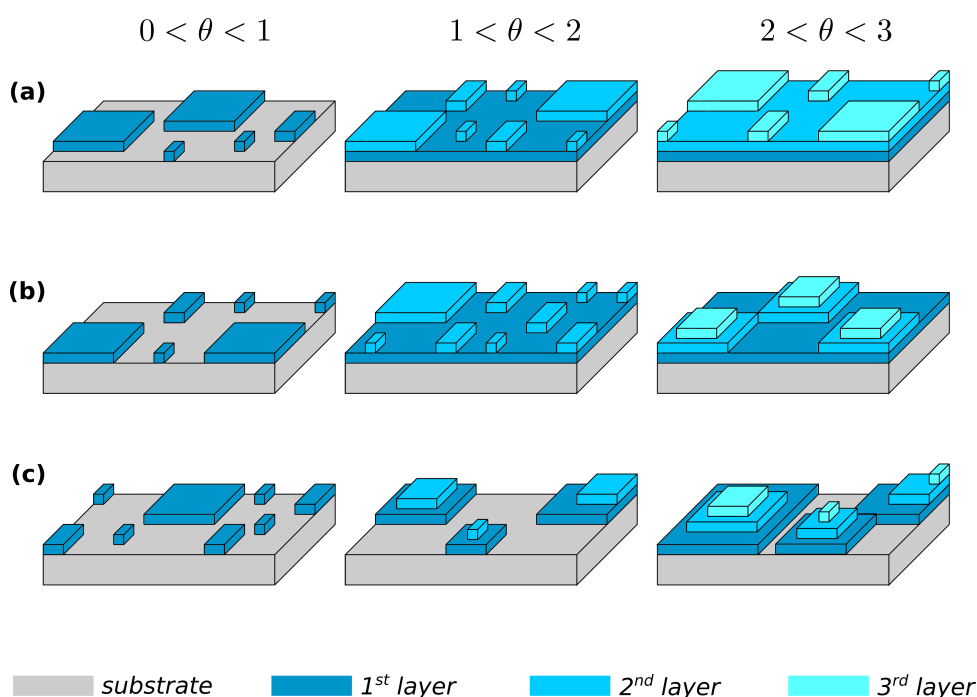 0 < θ < 1 1 < θ < 2 2 < θ < 3
(a)
(b)
(c)
substrate 1st layer 2nd layer 3rd layer